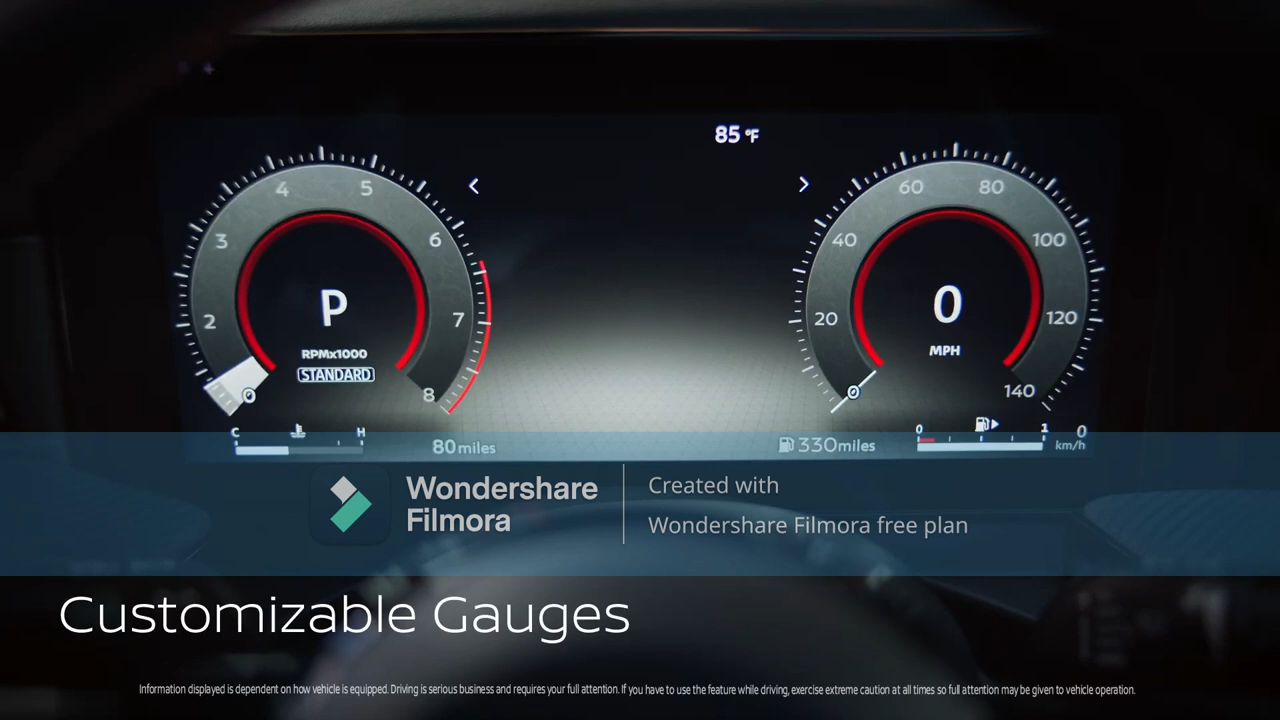 85 °F
4 5
3 6
2 7
0 8
P
RPMx1000
STANDARD
60 80
40 100
20 120
0 140
0
MPH
C H
80 miles
330 miles
0 1
0
km/h
Wondershare
Filmora
Created with
Wondershare Filmora free plan
Customizable Gauges
Information displayed is dependent on how vehicle is equipped. Driving is serious business and requires your full attention. If you have to use the feature while driving, exercise extreme caution at all times so full attention may be given to vehicle operation.